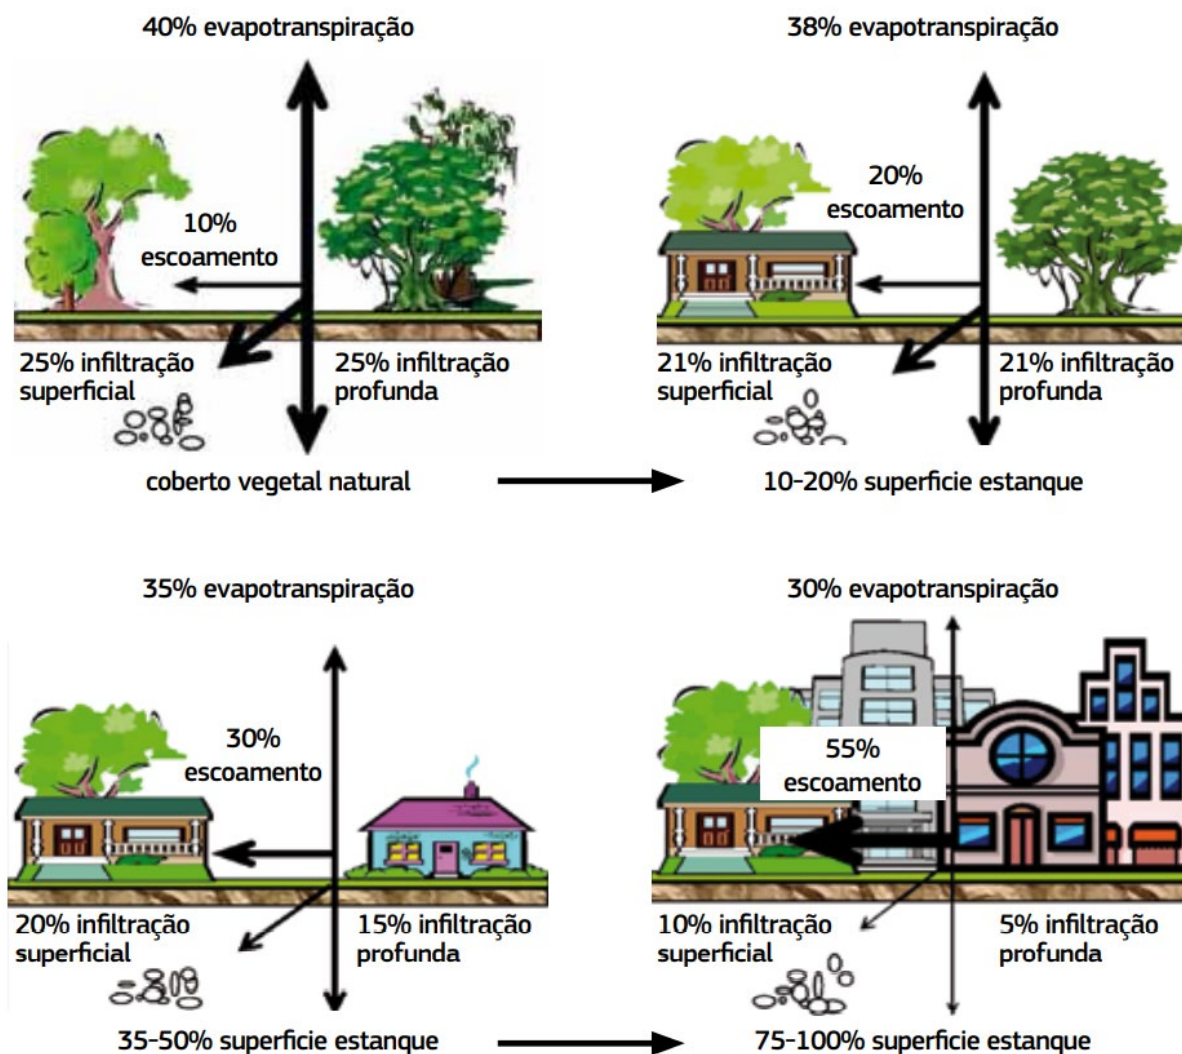 40% evapotranspiração
10%
escoamento
25% infiltração
superficial
25% infiltração
profunda
coberto vegetal natural
38% evapotranspiração
20%
escoamento
21% infiltração
superficial
21% infiltração
profunda
10-20% superficie estanque
35% evapotranspiração
30%
escoamento
20% infiltração
superficial
15% infiltração
profunda
35-50% superficie estanque
30% evapotranspiração
55%
escoamento
10% infiltração
superficial
5% infiltração
profunda
75-100% superficie estanque